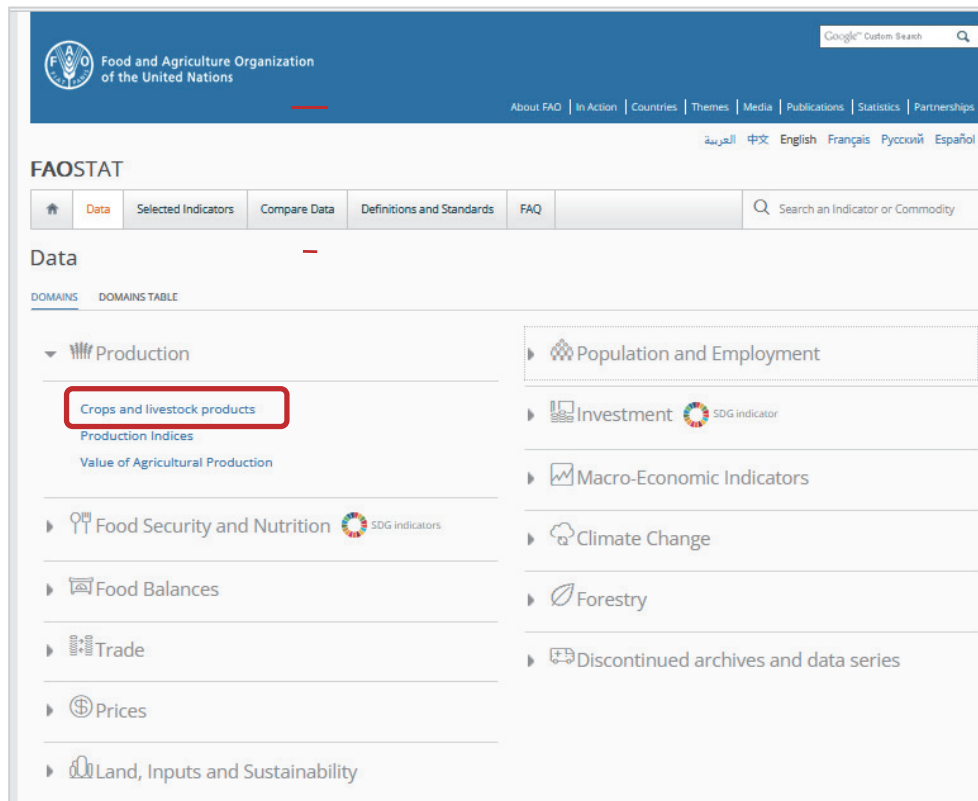 Google™ Custom Search
FAO
FIAT PANIS
Food and Agriculture Organization
of the United Nations
About FAO | In Action | Countries | Themes | Media | Publications | Statistics | Partnerships
العربية 中文 English Français Русский Español
FAOSTAT
Data Selected Indicators Compare Data Definitions and Standards FAQ Search an Indicator or Commodity
Data
DOMAINS DOMAINS TABLE
Production
Crops and livestock products
Production Indices
Value of Agricultural Production
Food Security and Nutrition SDG indicators
Food Balances
Trade
Prices
Land, Inputs and Sustainability
Population and Employment
Investment SDG indicator
Macro-Economic Indicators
Climate Change
Forestry
Discontinued archives and data series